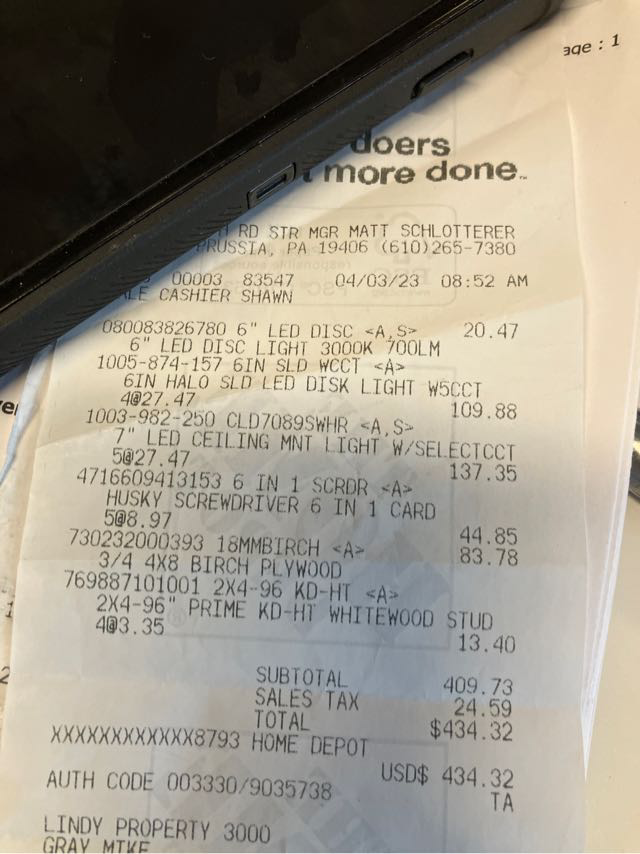 age : 1
doers
more done.™
RD STR MGR MATT SCHLOTTERER
PRUSSIA, PA 19406 (610)265-7380
00003 83547 04/03/23 08:52 AM
CASHIER SHAWN
080083826780 6" LED DISC <A,S> 20.47
6" LED DISC LIGHT 3000K 700LM
1005-874-157 6IN SLD WCCT <A>
6IN HALO SLD LED DISK LIGHT W5CCT
4@27.47 109.88
1003-982-250 CLD7089SWHR <A,S>
7" LED CEILING MNT LIGHT W/SELECTCCT
5@27.47 137.35
4716609413153 6 IN 1 SCRDR <A>
HUSKY SCREWDRIVER 6 IN 1 CARD
5@8.97 44.85
730232000393 18MMBIRCH <A> 83.78
3/4 4X8 BIRCH PLYWOOD
769887101001 2X4-96 KD-HT <A>
2X4-96" PRIME KD-HT WHITEWOOD STUD
4@3.35 13.40
SUBTOTAL 409.73
SALES TAX 24.59
TOTAL $434.32
XXXXXXXXXXXX8793 HOME DEPOT
USD$ 434.32
AUTH CODE 003330/9035738 TA
LINDY PROPERTY 3000
GRAY MIKE